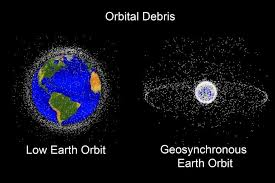 Orbital Debris
Low Earth Orbit
Geosynchronous
Earth Orbit